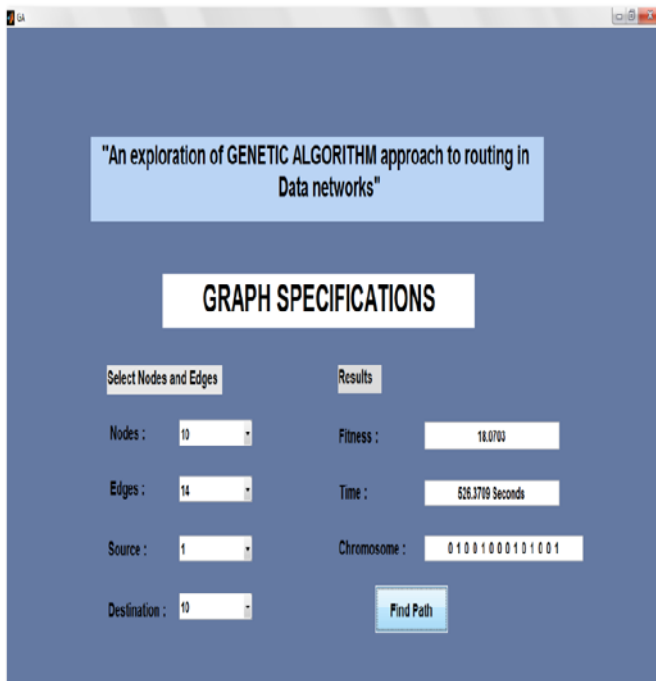 GA
"An exploration of GENETIC ALGORITHM approach to routing in
Data networks"
GRAPH SPECIFICATIONS
Select Nodes and Edges
Results
Nodes : 10
Fitness : 18.0703
Edges : 14
Time : 526.3709 Seconds
Source : 1
Chromosome : 0 1 0 0 1 0 0 0 1 0 1 0 0 1
Destination : 10
Find Path